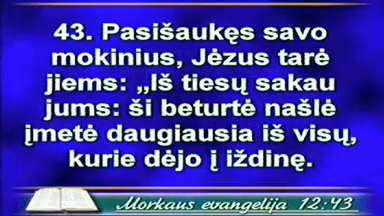 43. Pasišaukęs savo
mokinius, Jėzus tarė
jiems: „Iš tiesų sakau
jums: ši beturtė našlė
įmetė daugiausia iš visų,
kurie dėjo į iždinę.
Morkaus evangelija 12:43